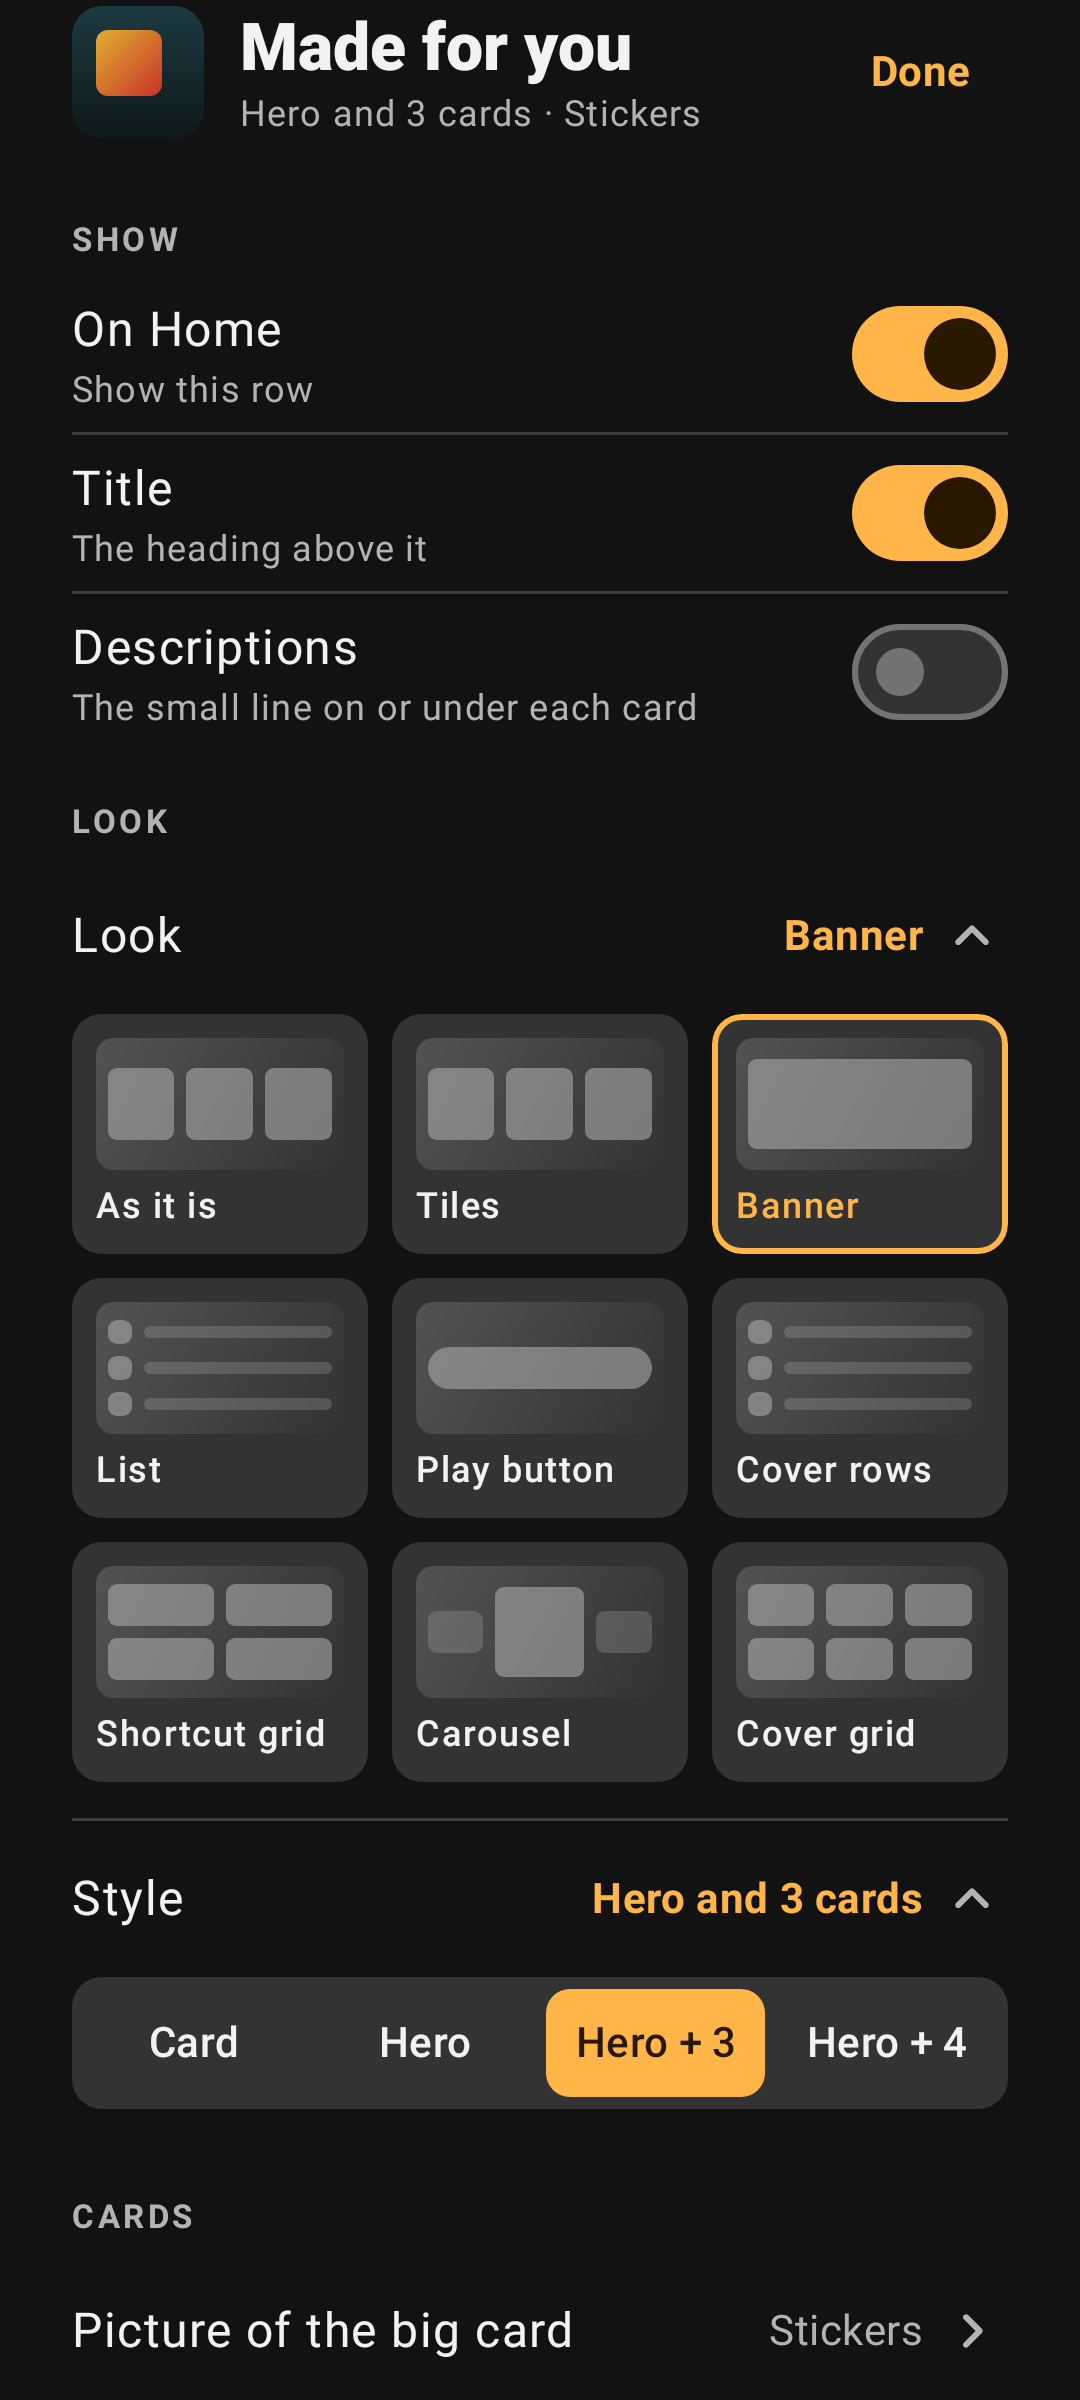 Made for you
Done
Hero and 3 cards · Stickers
SHOW
On Home
Show this row
Title
The heading above it
Descriptions
The small line on or under each card
LOOK
Look
Banner
As it is
Tiles
Banner
List
Play button
Cover rows
Shortcut grid
Carousel
Cover grid
Style
Hero and 3 cards
Card
Hero
Hero + 3
Hero + 4
CARDS
Picture of the big card
Stickers